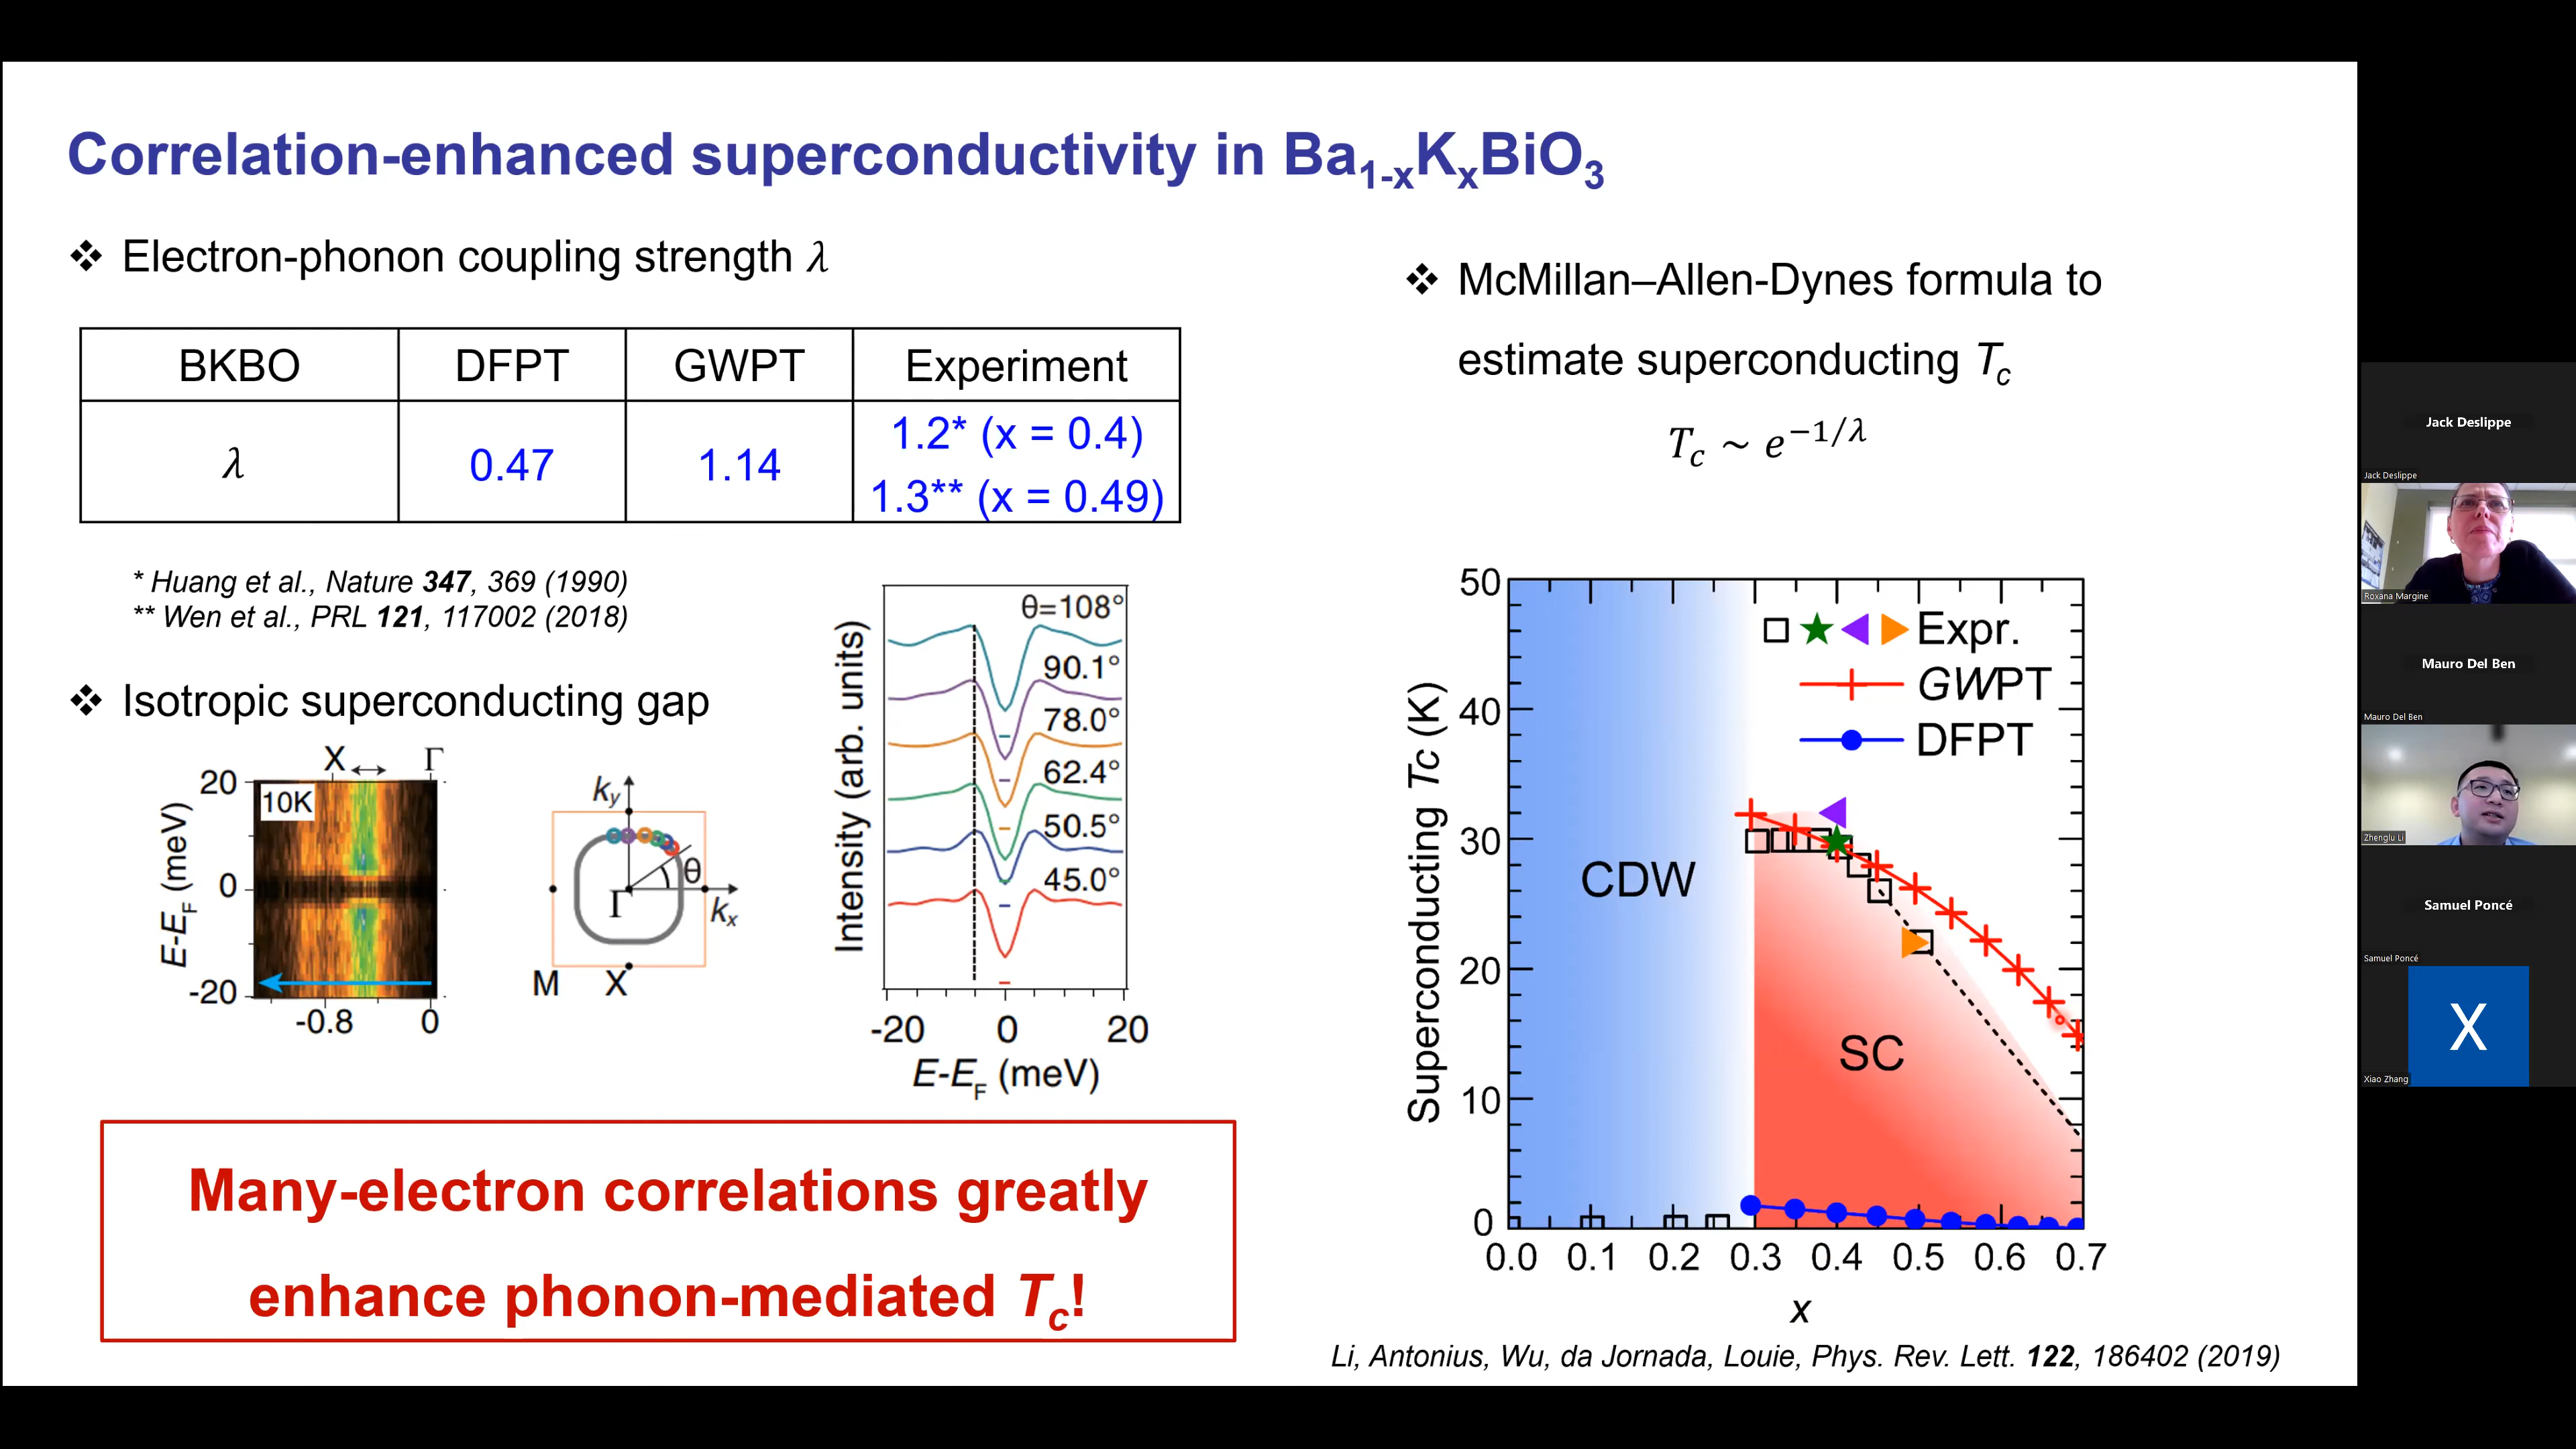 Correlation-enhanced superconductivity in Ba1-xKxBiO3
❖ Electron-phonon coupling strength λ
BKBO DFPT GWPT Experiment
λ 0.47 1.14 1.2* (x = 0.4)
1.3** (x = 0.49)
* Huang et al., Nature 347, 369 (1990)
** Wen et al., PRL 121, 117002 (2018)
❖ Isotropic superconducting gap
X ↔ Γ
20
10K
0
-20
E-EF (meV)
-0.8 0
ky
θ
Γ
kx
M X
Intensity (arb. units)
θ=108°
90.1°
78.0°
62.4°
50.5°
45.0°
-20 0 20
E-EF (meV)
Many-electron correlations greatly
enhance phonon-mediated Tc!
❖ McMillan–Allen-Dynes formula to
estimate superconducting Tc
Tc ~ e−1/λ
Superconducting Tc (K)
50
40
30
20
10
0
Expr.
GWPT
DFPT
CDW
SC
0.0 0.1 0.2 0.3 0.4 0.5 0.6 0.7
x
Li, Antonius, Wu, da Jornada, Louie, Phys. Rev. Lett. 122, 186402 (2019)
Jack Deslippe
Jack Deslippe
Roxana Margine
Mauro Del Ben
Mauro Del Ben
Zhenglu Li
Samuel Poncé
Samuel Poncé
X
Xiao Zhang